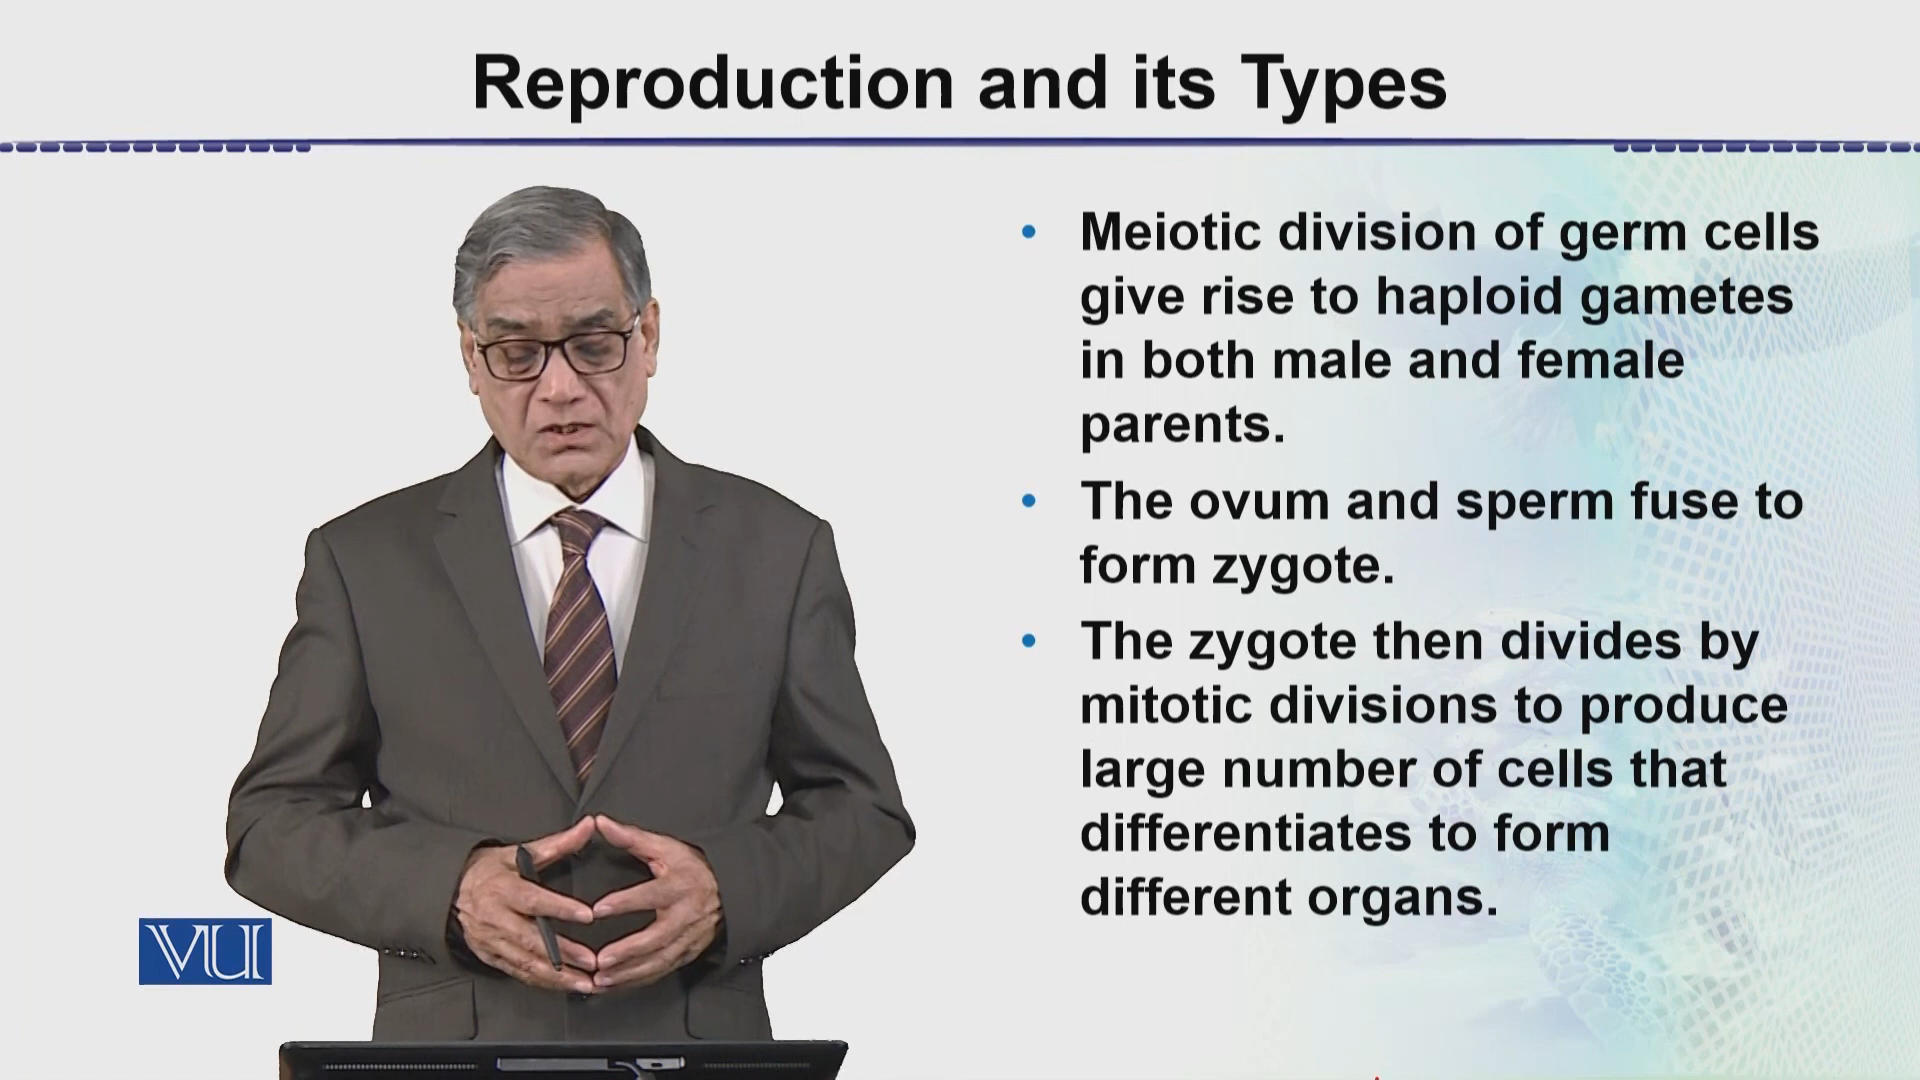 Reproduction and its Types
• Meiotic division of germ cells
give rise to haploid gametes
in both male and female
parents.
• The ovum and sperm fuse to
form zygote.
• The zygote then divides by
mitotic divisions to produce
large number of cells that
differentiates to form
different organs.
VU